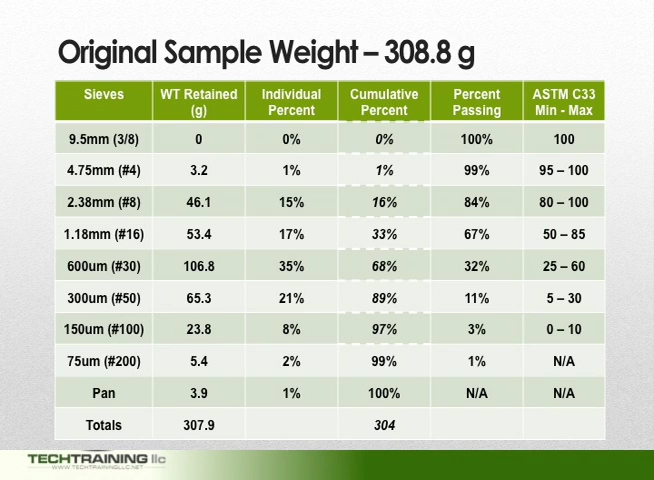 Original Sample Weight – 308.8 g
Sieves WT Retained (g) Individual Percent Cumulative Percent Percent Passing ASTM C33 Min - Max
9.5mm (3/8) 0 0% 0% 100% 100
4.75mm (#4) 3.2 1% 1% 99% 95 – 100
2.38mm (#8) 46.1 15% 16% 84% 80 – 100
1.18mm (#16) 53.4 17% 33% 67% 50 – 85
600um (#30) 106.8 35% 68% 32% 25 – 60
300um (#50) 65.3 21% 89% 11% 5 – 30
150um (#100) 23.8 8% 97% 3% 0 – 10
75um (#200) 5.4 2% 99% 1% N/A
Pan 3.9 1% 100% N/A N/A
Totals 307.9 304
TECHTRAINING llc
WWW.TECHTRAININGLLC.NET